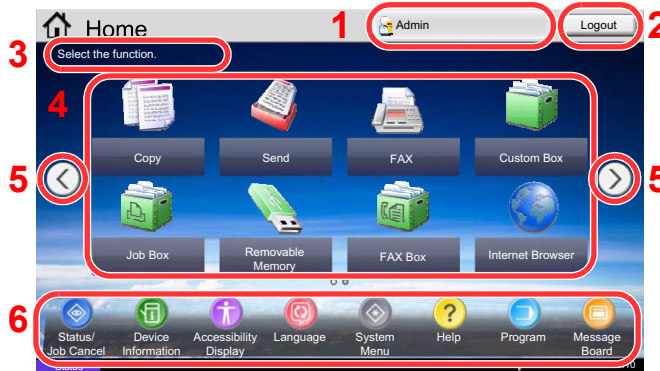 Home
1
Admin
Logout
2
3
Select the function.
4
Copy
Send
FAX
Custom Box
5
5
Job Box
Removable
Memory
FAX Box
Internet Browser
6
Status/
Job Cancel
Device
Information
Accessibility
Display
Language
System
Menu
Help
Program
Message
Board
Status